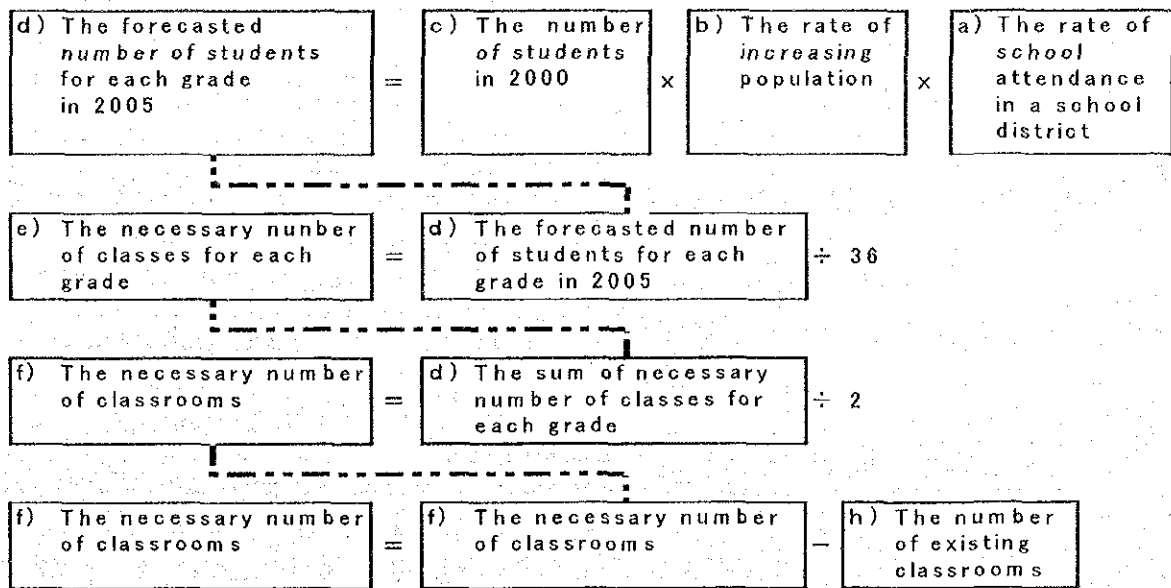 d) The forecasted
number of students
for each grade
in 2005
=
c) The number
of students
in 2000
×
b) The rate of
increasing
population
×
a) The rate of
school
attendance
in a school
district
e) The necessary nunber
of classes for each
grade
=
d) The forecasted number
of students for each
grade in 2005
÷ 36
f) The necessary number
of classrooms
=
d) The sum of necessary
number of classes for
each grade
÷ 2
f) The necessary number
of classrooms
=
f) The necessary number
of classrooms
−
h) The number
of existing
classrooms